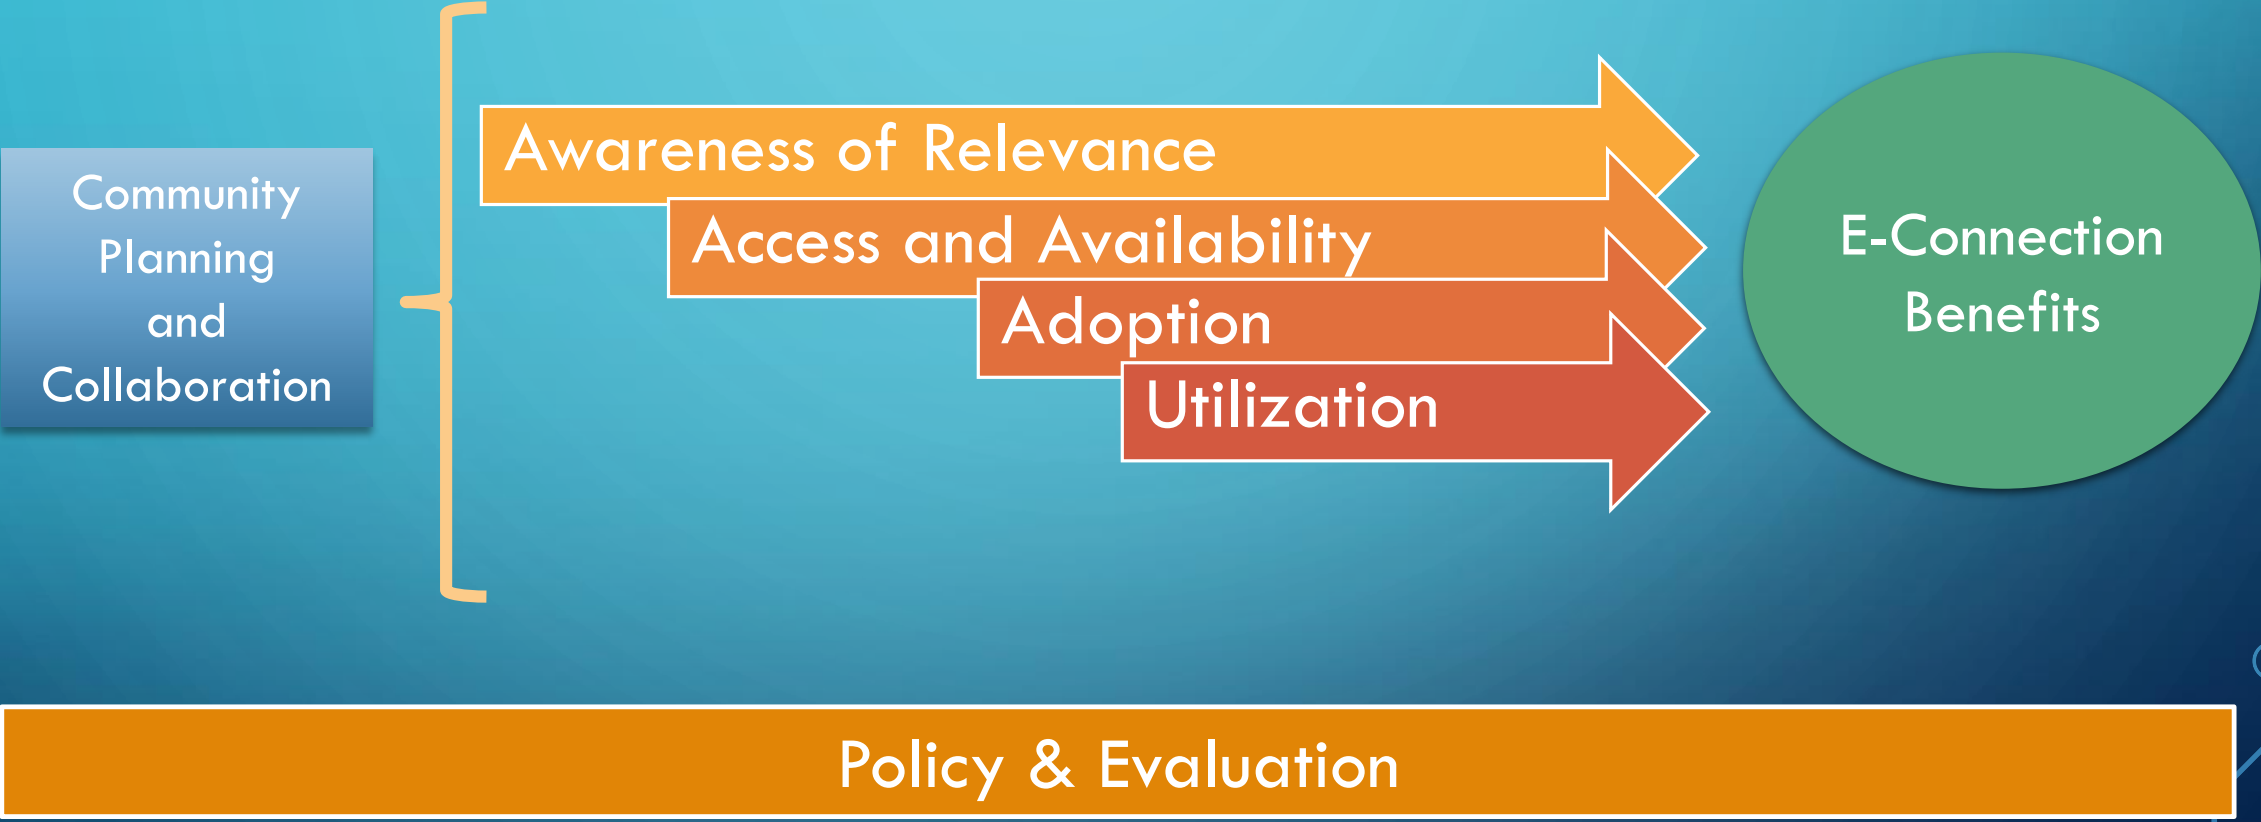 Community
Planning
and
Collaboration
Awareness of Relevance
Access and Availability
Adoption
Utilization
E-Connection
Benefits
Policy & Evaluation